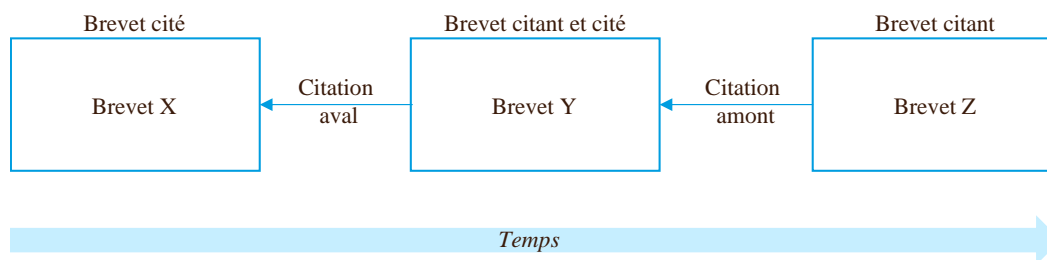 Brevet cité
Brevet citant et cité
Brevet citant
Brevet X
Citation
aval
Brevet Y
Citation
amont
Brevet Z
Temps